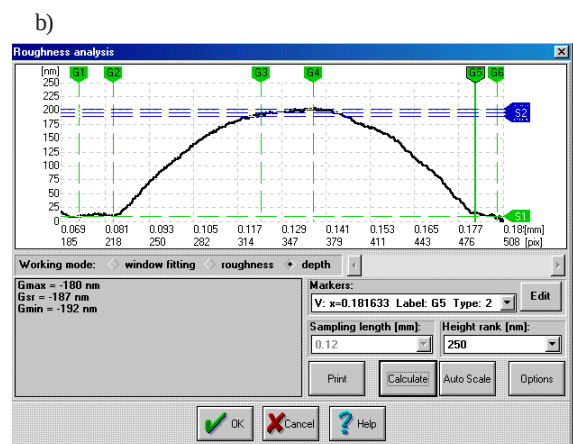 b)
Roughness analysis
[nm] G1 G2 G3 G4 G5 G6
250
225
200
175
150
125
100
75
50
25
0
S2
S1
0.069 0.081 0.093 0.105 0.117 0.129 0.141 0.153 0.165 0.177 0.189[mm]
185 218 250 282 314 347 379 411 443 476 508 [pix]
Working mode: window fitting roughness depth
Gmax = -180 nm
Gsr = -187 nm
Gmin = -192 nm
Markers:
V: x=0.181633 Label: G5 Type: 2 Edit
Sampling length [mm]: Height rank [nm]:
0.12 250
Print Calculate Auto Scale Options
OK Cancel Help